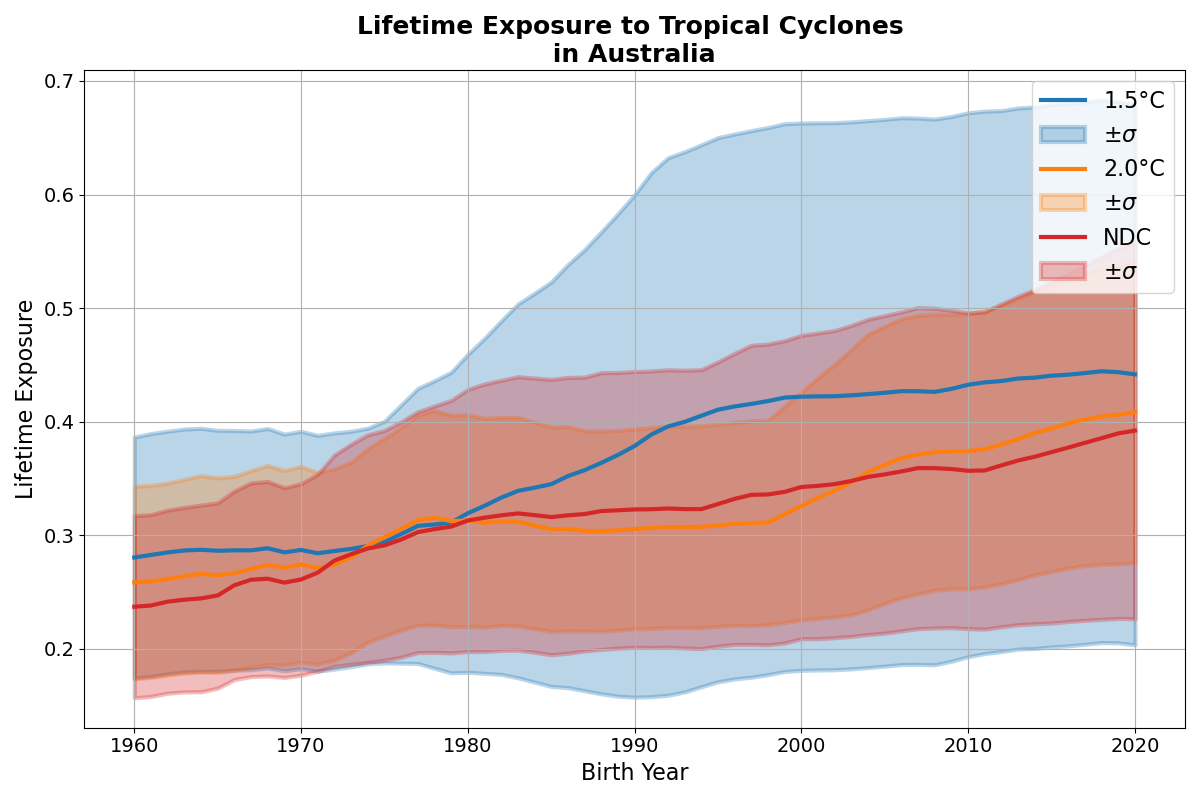 Lifetime Exposure to Tropical Cyclones
in Australia
0.7
0.6
0.5
0.4
0.3
0.2
Lifetime Exposure
1960
1970
1980
1990
2000
2010
2020
Birth Year
1.5°C
±σ
2.0°C
±σ
NDC
±σ